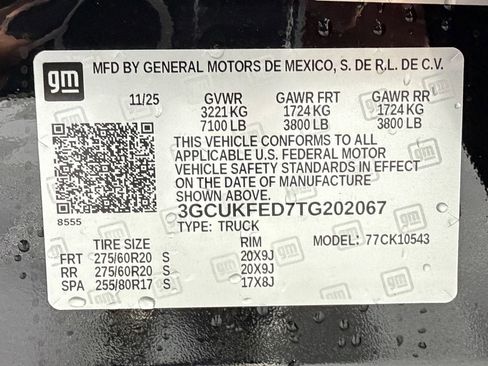 gm
MFD BY GENERAL MOTORS DE MEXICO, S. DE R.L. DE C.V.
11/25 GVWR GAWR FRT GAWR RR
3221 KG 1724 KG 1724 KG
7100 LB 3800 LB 3800 LB
THIS VEHICLE CONFORMS TO ALL
APPLICABLE U.S. FEDERAL MOTOR
VEHICLE SAFETY STANDARDS IN EFFECT
ON THE DATE OF MANUFACTURE
SHOWN ABOVE.
3GCUKFED7TG202067
8555
TYPE: TRUCK MODEL: 77CK10543
TIRE SIZE RIM
FRT 275/60R20 S 20X9J
RR 275/60R20 S 20X9J
SPA 255/80R17 S 17X8J